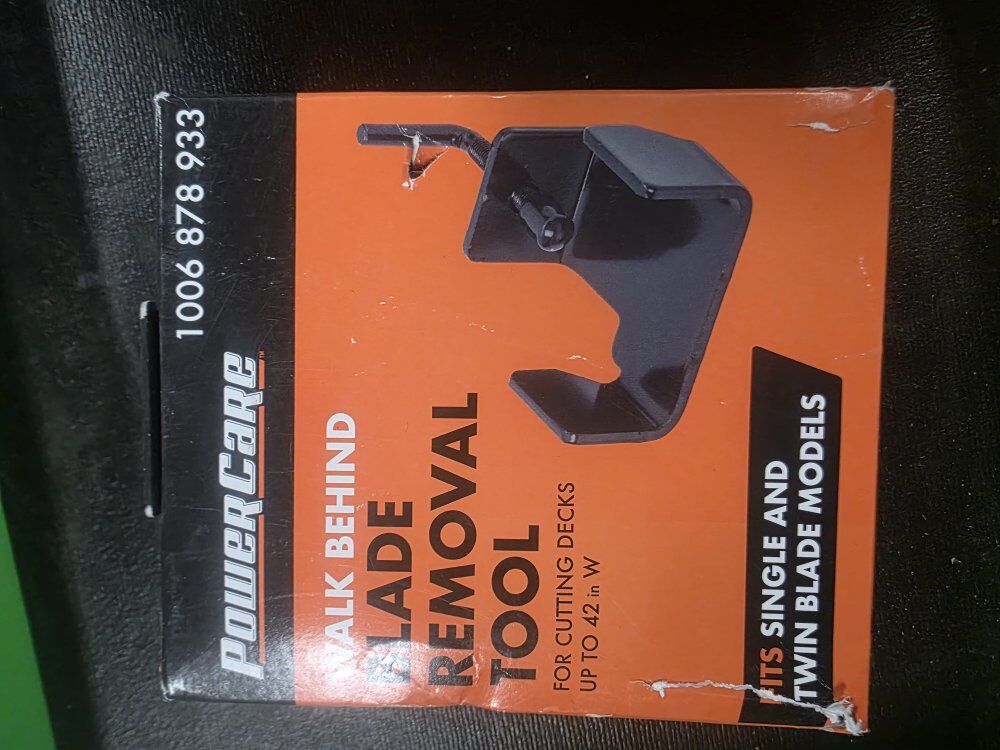 1006 878 933
POWERCARE™
WALK BEHIND
BLADE
REMOVAL
TOOL
FOR CUTTING DECKS
UP TO 42 in W
FITS SINGLE AND
TWIN BLADE MODELS